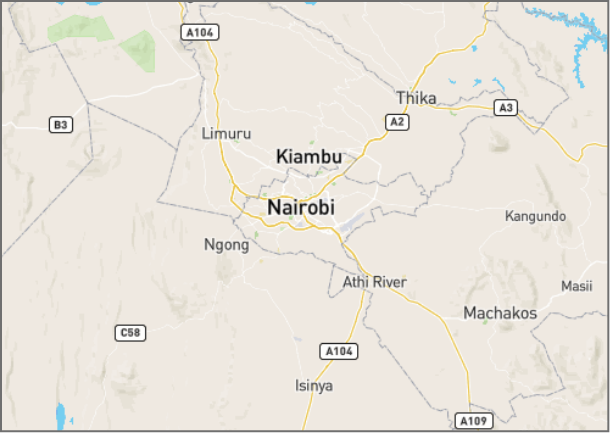 A104
Thika
A3
A2
B3
Limuru
Kiambu
Nairobi
Kangundo
Ngong
Athi River
Masii
Machakos
C58
A104
Isinya
A109